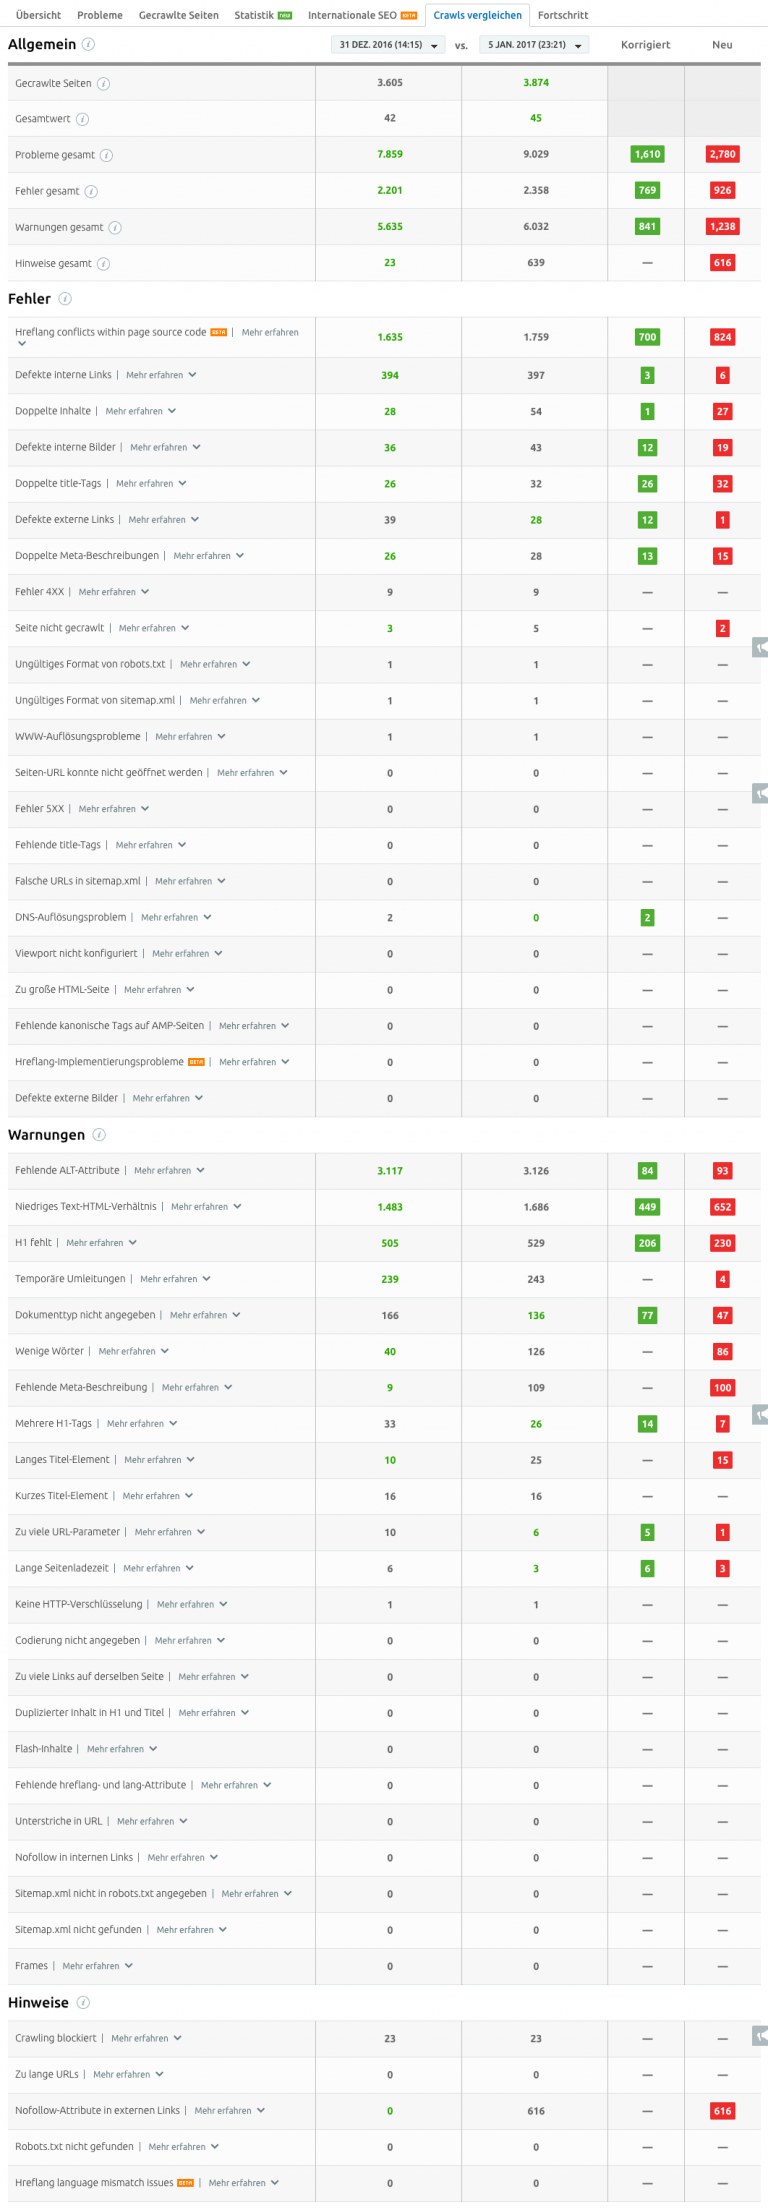 Übersicht Probleme Gecrawlte Seiten Statistik Internationale SEO BETA Crawls vergleichen Fortschritt
Allgemein 31 DEZ. 2016 (14:15) vs. 5 JAN. 2017 (23:21) Korrigiert Neu
Gecrawlte Seiten 3.605 3.874
Gesamtwert 42 45
Probleme gesamt 7.859 9.029 1,610 2,780
Fehler gesamt 2.201 2.358 769 926
Warnungen gesamt 5.635 6.032 841 1,238
Hinweise gesamt 23 639 — 616
Fehler
Hreflang conflicts within page source code BETA | Mehr erfahren 1.635 1.759 700 824
Defekte interne Links | Mehr erfahren 394 397 3 6
Doppelte Inhalte | Mehr erfahren 28 54 1 27
Defekte interne Bilder | Mehr erfahren 36 43 12 19
Doppelte title-Tags | Mehr erfahren 26 32 26 32
Defekte externe Links | Mehr erfahren 39 28 12 1
Doppelte Meta-Beschreibungen | Mehr erfahren 26 28 13 15
Fehler 4XX | Mehr erfahren 9 9 — —
Seite nicht gecrawlt | Mehr erfahren 3 5 — 2
Ungültiges Format von robots.txt | Mehr erfahren 1 1 — —
Ungültiges Format von sitemap.xml | Mehr erfahren 1 1 — —
WWW-Auflösungsprobleme | Mehr erfahren 1 1 — —
Seiten-URL konnte nicht geöffnet werden | Mehr erfahren 0 0 — —
Fehler 5XX | Mehr erfahren 0 0 — —
Fehlende title-Tags | Mehr erfahren 0 0 — —
Falsche URLs in sitemap.xml | Mehr erfahren 0 0 — —
DNS-Auflösungsproblem | Mehr erfahren 2 0 2 —
Viewport nicht konfiguriert | Mehr erfahren 0 0 — —
Zu große HTML-Seite | Mehr erfahren 0 0 — —
Fehlende kanonische Tags auf AMP-Seiten | Mehr erfahren 0 0 — —
Hreflang-Implementierungsprobleme BETA | Mehr erfahren 0 0 — —
Defekte externe Bilder | Mehr erfahren 0 0 — —
Warnungen
Fehlende ALT-Attribute | Mehr erfahren 3.117 3.126 84 93
Niedriges Text-HTML-Verhältnis | Mehr erfahren 1.483 1.686 449 652
H1 fehlt | Mehr erfahren 505 529 206 230
Temporäre Umleitungen | Mehr erfahren 239 243 — 4
Dokumenttyp nicht angegeben | Mehr erfahren 166 136 77 47
Wenige Wörter | Mehr erfahren 40 126 — 86
Fehlende Meta-Beschreibung | Mehr erfahren 9 109 — 100
Mehrere H1-Tags | Mehr erfahren 33 26 14 7
Langes Titel-Element | Mehr erfahren 10 25 — 15
Kurzes Titel-Element | Mehr erfahren 16 16 — —
Zu viele URL-Parameter | Mehr erfahren 10 6 5 1
Lange Seitenladezeit | Mehr erfahren 6 3 6 3
Keine HTTP-Verschlüsselung | Mehr erfahren 1 1 — —
Codierung nicht angegeben | Mehr erfahren 0 0 — —
Zu viele Links auf derselben Seite | Mehr erfahren 0 0 — —
Duplizierter Inhalt in H1 und Titel | Mehr erfahren 0 0 — —
Flash-Inhalte | Mehr erfahren 0 0 — —
Fehlende hreflang- und lang-Attribute | Mehr erfahren 0 0 — —
Unterstriche in URL | Mehr erfahren 0 0 — —
Nofollow in internen Links | Mehr erfahren 0 0 — —
Sitemap.xml nicht in robots.txt angegeben | Mehr erfahren 0 0 — —
Sitemap.xml nicht gefunden | Mehr erfahren 0 0 — —
Frames | Mehr erfahren 0 0 — —
Hinweise
Crawling blockiert | Mehr erfahren 23 23 — —
Zu lange URLs | Mehr erfahren 0 0 — —
Nofollow-Attribute in externen Links | Mehr erfahren 0 616 — 616
Robots.txt nicht gefunden | Mehr erfahren 0 0 — —
Hreflang language mismatch issues BETA | Mehr erfahren 0 0 — —